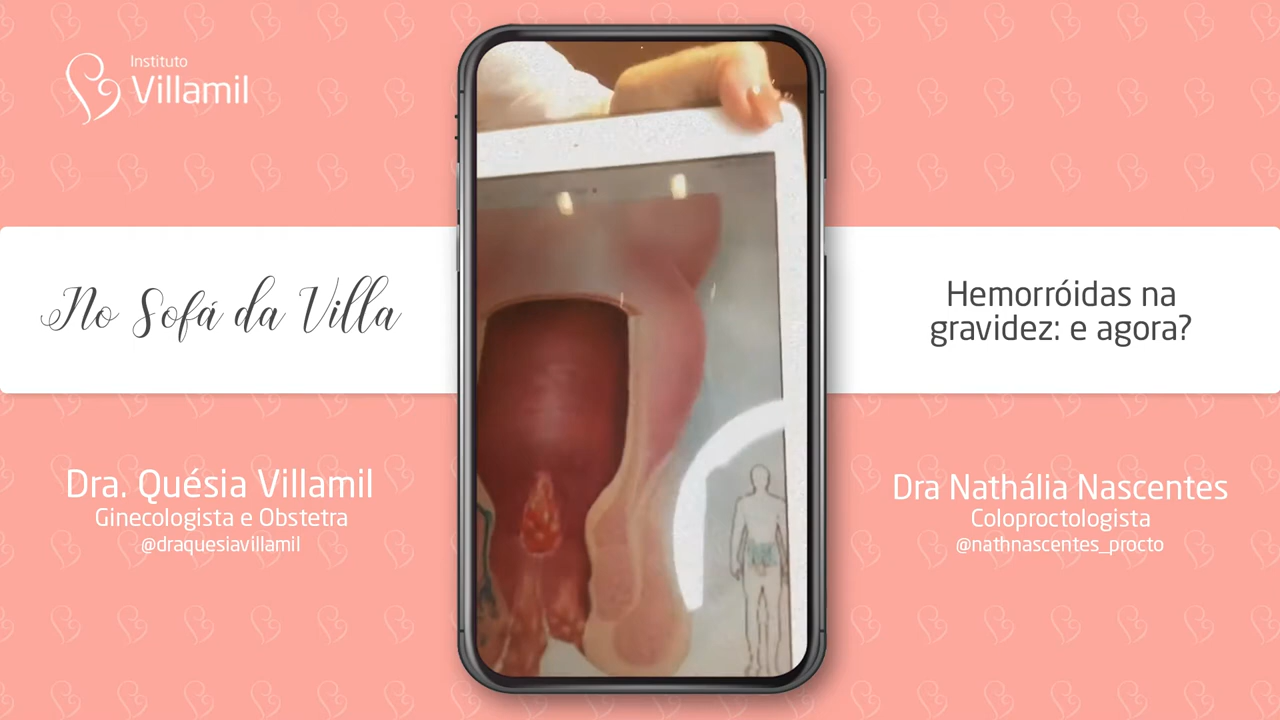 Instituto
Villamil
No Sofá da Villa
Hemorróidas na
gravidez: e agora?
Dra. Quésia Villamil
Ginecologista e Obstetra
@draquesiavillamil
Dra Nathália Nascentes
Coloproctologista
@nathnascentes_procto